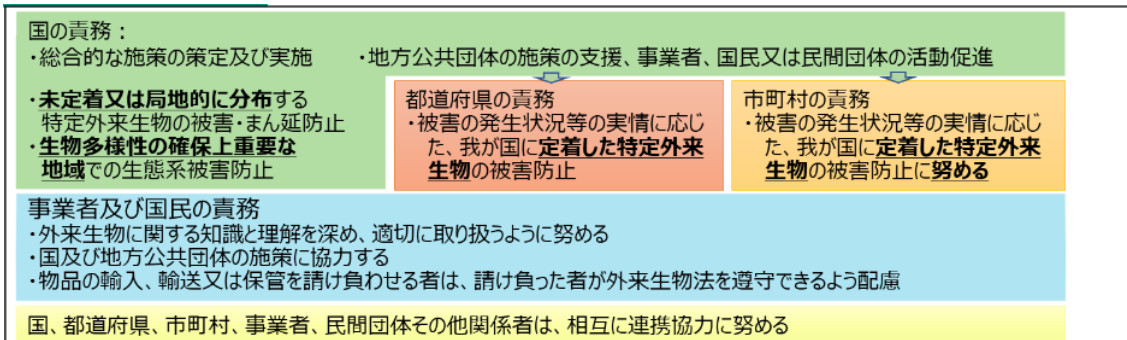 国の責務：
・総合的な施策の策定及び実施　・地方公共団体の施策の支援、事業者、国民又は民間団体の活動促進
・未定着又は局地的に分布する
特定外来生物の被害・まん延防止
・生物多様性の確保上重要な
地域での生態系被害防止
都道府県の責務
・被害の発生状況等の実情に応じ
た、我が国に定着した特定外来
生物の被害防止
市町村の責務
・被害の発生状況等の実情に応じ
た、我が国に定着した特定外来
生物の被害防止に努める
事業者及び国民の責務
・外来生物に関する知識と理解を深め、適切に取り扱うように努める
・国及び地方公共団体の施策に協力する
・物品の輸入、輸送又は保管を請け負わせる者は、請け負った者が外来生物法を遵守できるよう配慮
国、都道府県、市町村、事業者、民間団体その他関係者は、相互に連携協力に努める